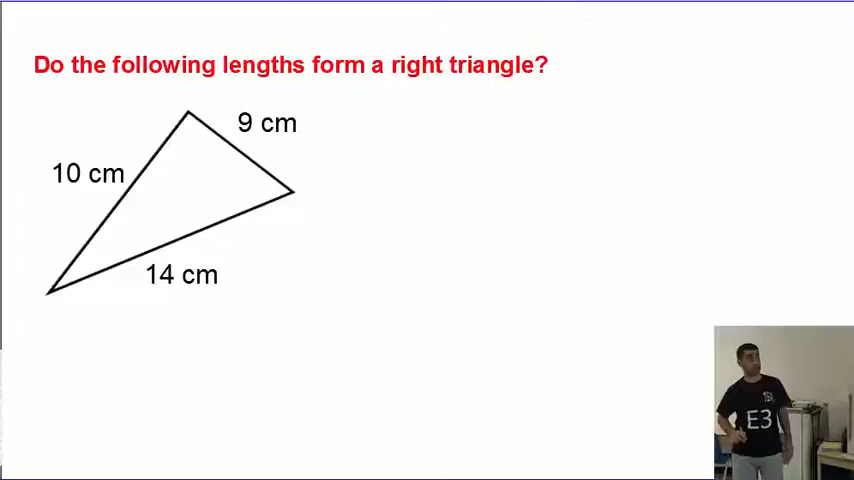 Do the following lengths form a right triangle?
9 cm
10 cm
14 cm
E3